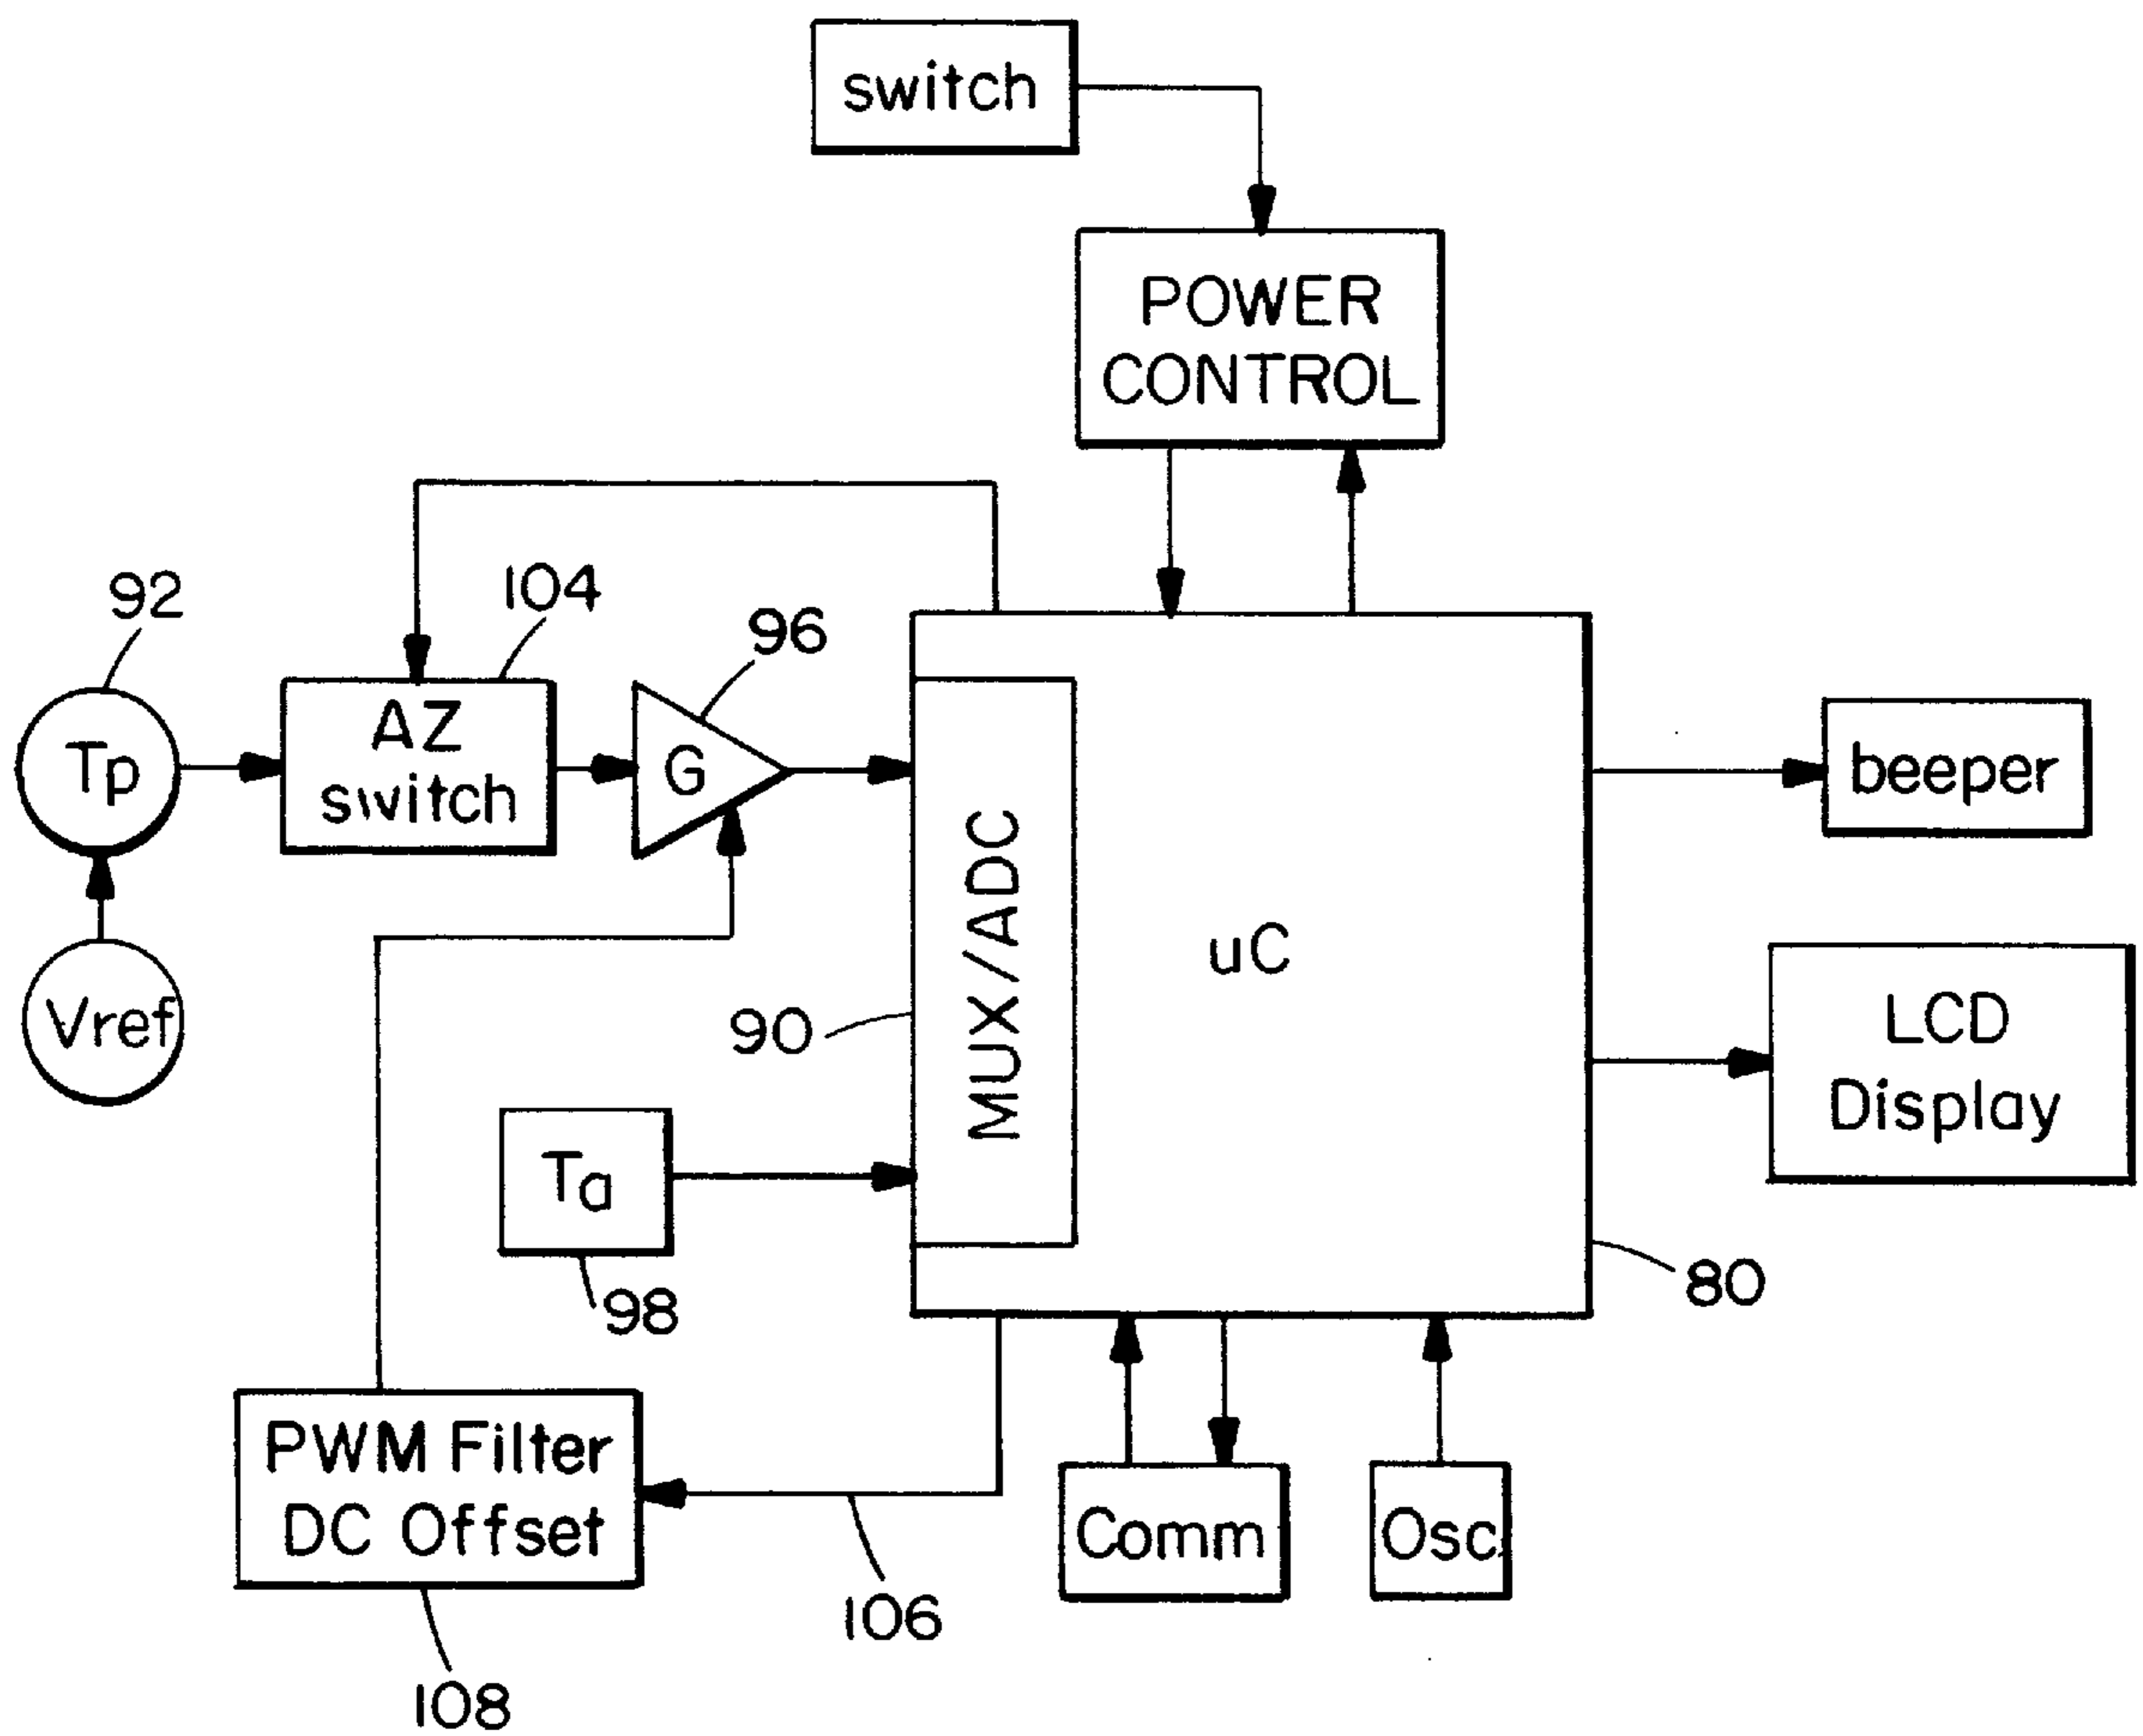 switch
POWER
CONTROL
92
104
96
Tp
AZ
switch
G
beeper
Vref
90
MUX/ADC
uC
LCD
Display
Ta
98
80
PWM Filter
DC Offset
106
Comm
Osc.
108